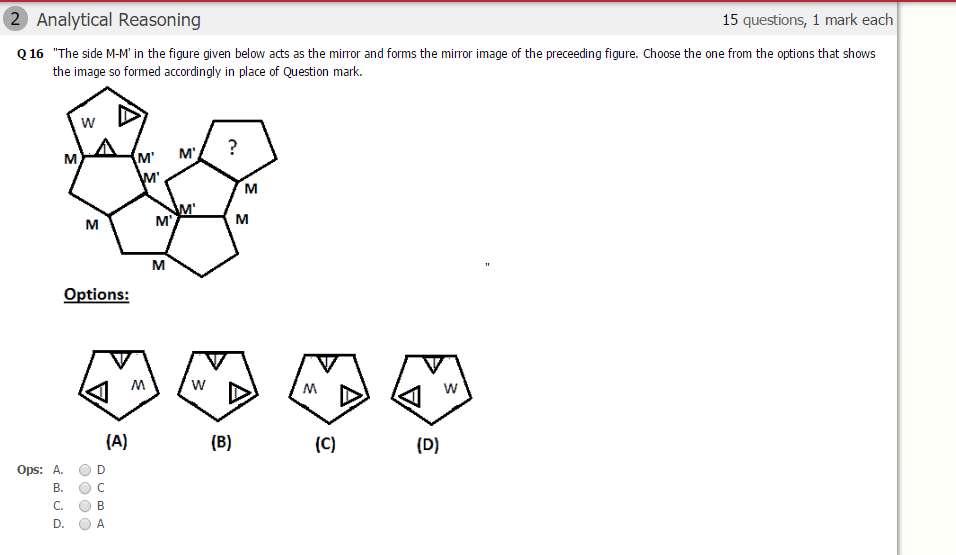 2 Analytical Reasoning 15 questions, 1 mark each
Q 16 "The side M-M' in the figure given below acts as the mirror and forms the mirror image of the preceeding figure. Choose the one from the options that shows
the image so formed accordingly in place of Question mark.
W
M M' M' ?
M' M
M M' M' M
M
"
Options:
M W M W
(A) (B) (C) (D)
Ops: A. D
B. C
C. B
D. A